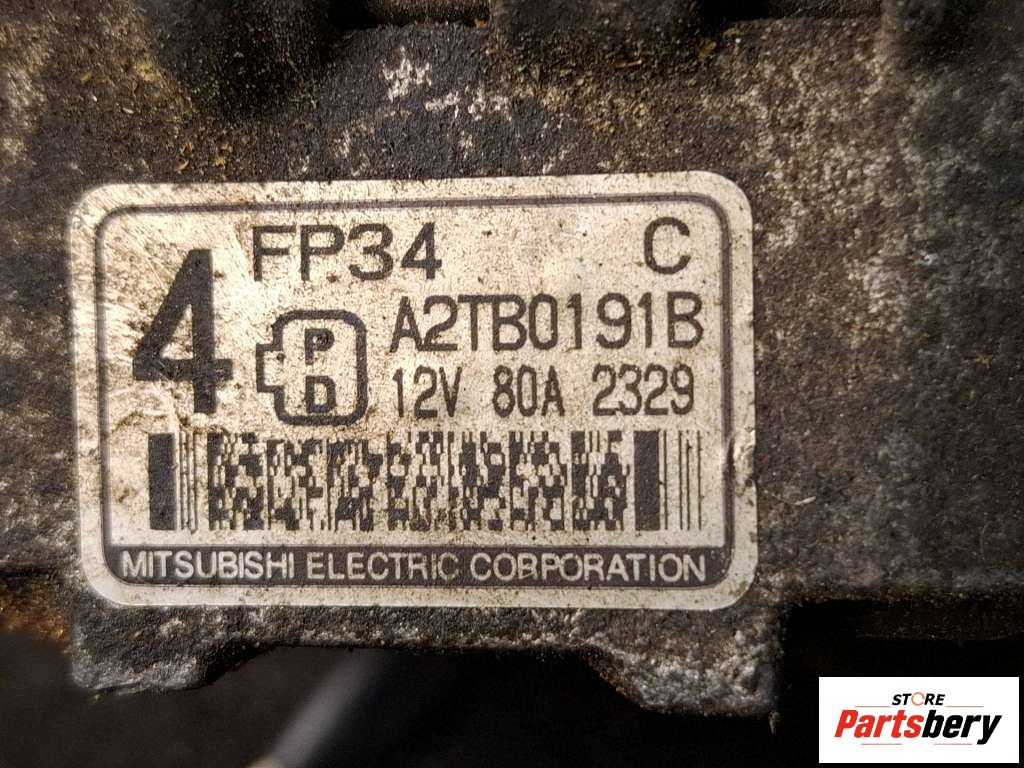 4 FP34 C
P A2TB0191B
D 12V 80A 2329
MITSUBISHI ELECTRIC CORPORATION
STORE
Partsbery